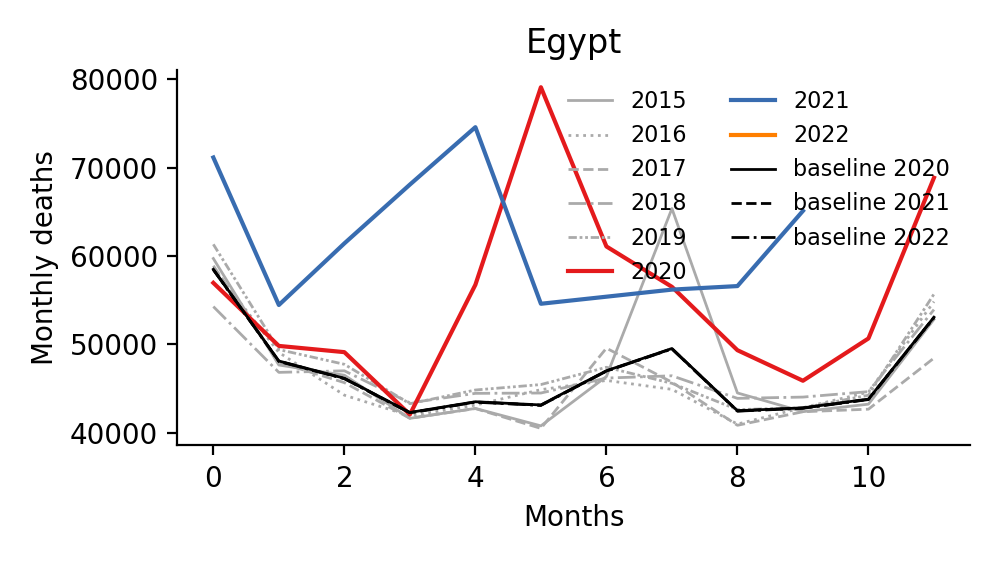 Egypt
80000
70000
60000
50000
40000
Monthly deaths
2015
2016
2017
2018
2019
2020
2021
2022
baseline 2020
baseline 2021
baseline 2022
0 2 4 6 8 10
Months